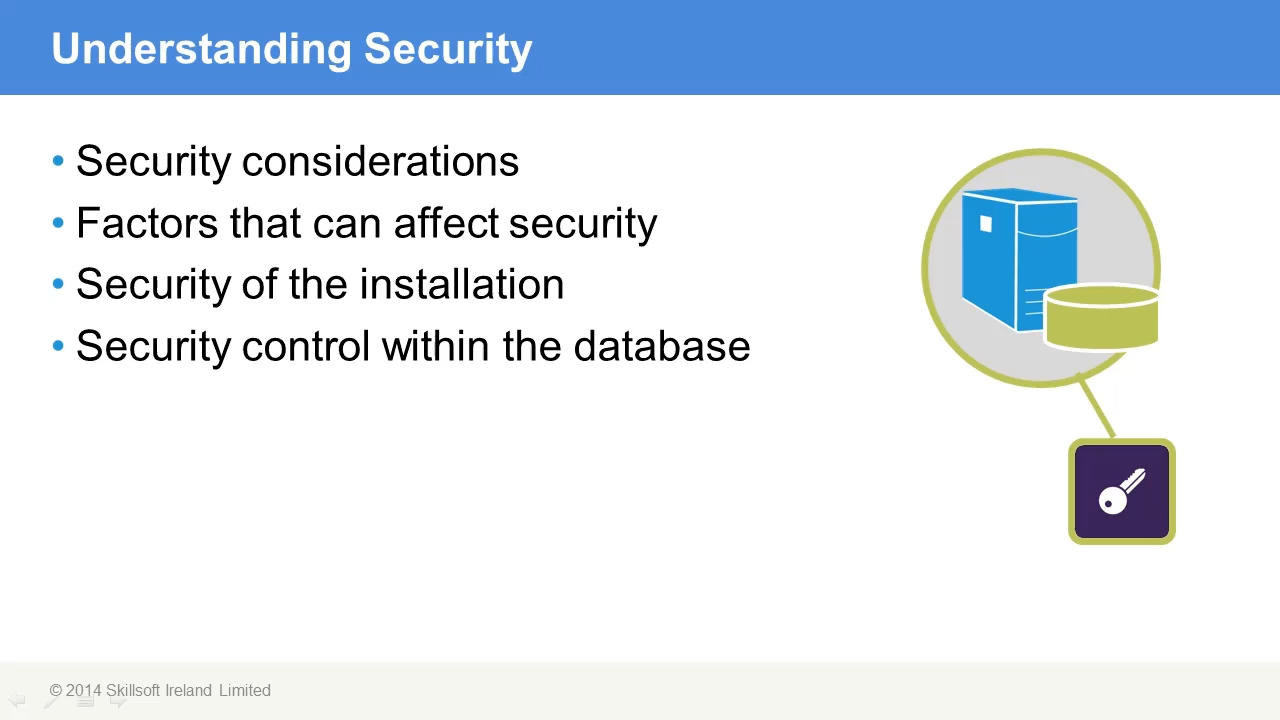 Understanding Security
• Security considerations
• Factors that can affect security
• Security of the installation
• Security control within the database
© 2014 Skillsoft Ireland Limited